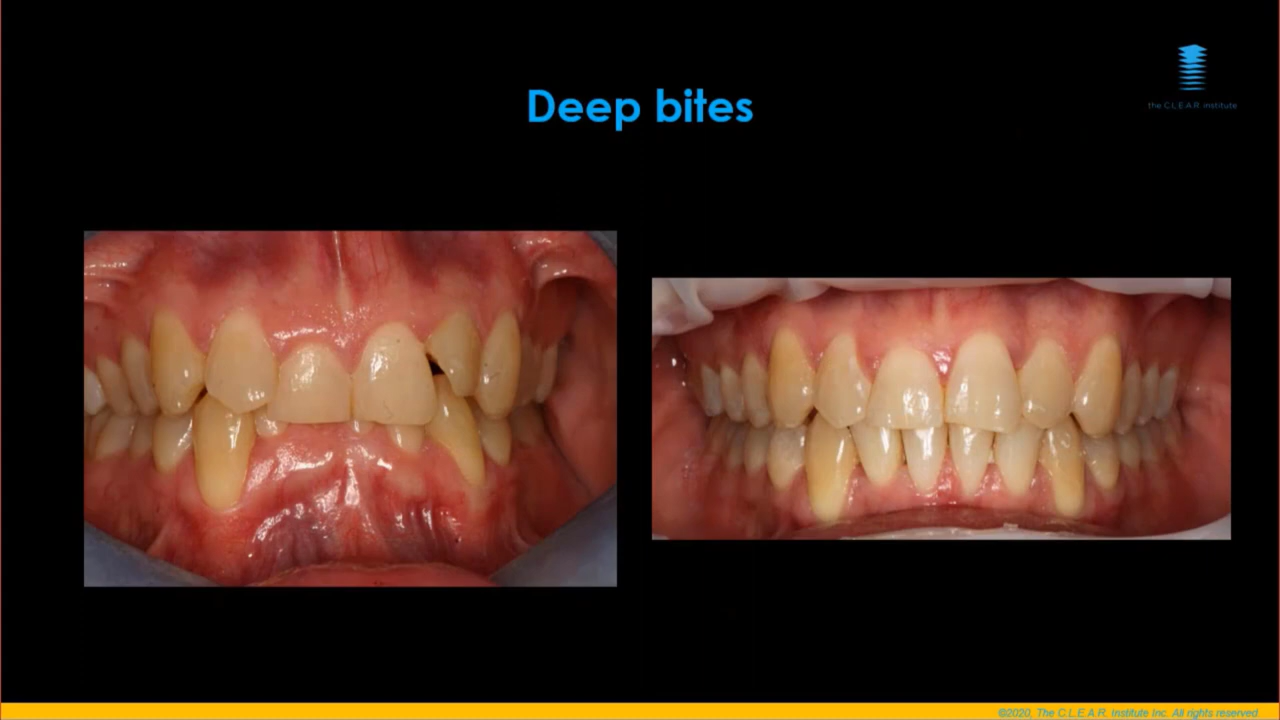 Deep bites
the C.L.E.A.R. institute
©2020, The C.L.E.A.R. Institute Inc. All rights reserved